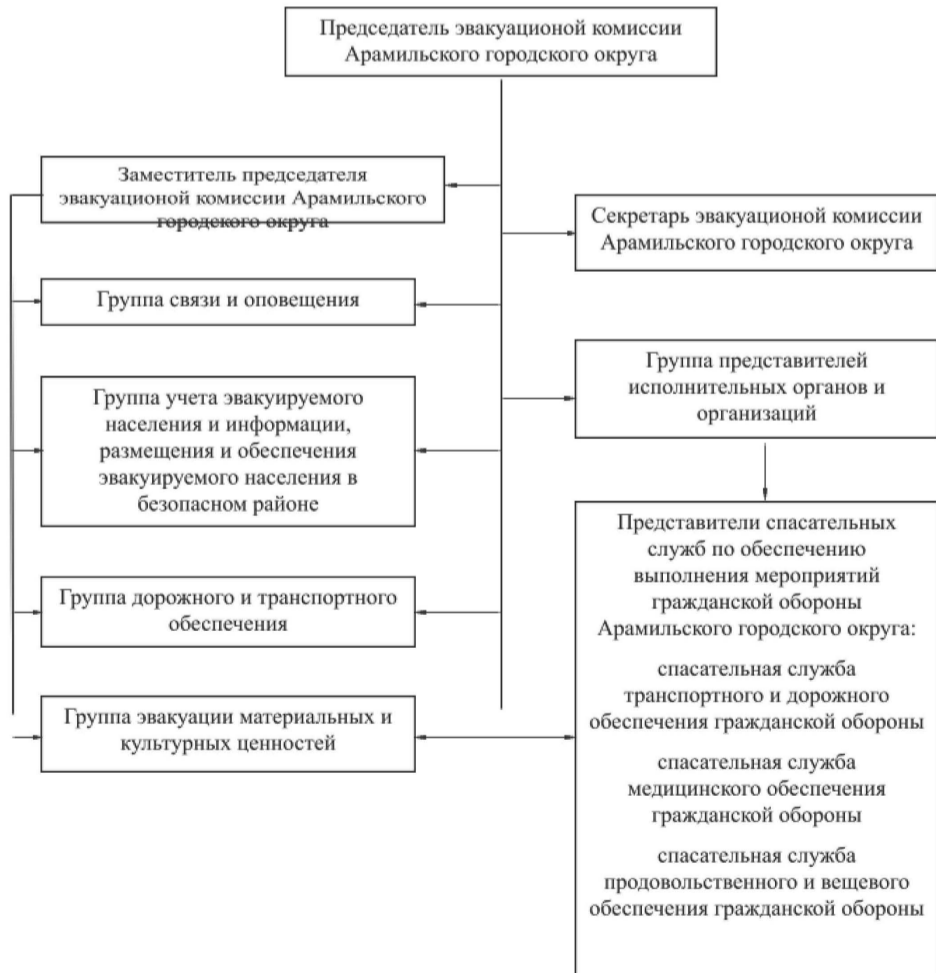 Председатель эвакуационой комиссии
Арамильского городского округа
Заместитель председателя
эвакуационой комиссии Арамильского
городского округа
Секретарь эвакуационой комиссии
Арамильского городского округа
Группа связи и оповещения
Группа представителей
исполнительных органов и
организаций
Группа учета эвакуируемого
населения и информации,
размещения и обеспечения
эвакуируемого населения в
безопасном районе
Группа дорожного и транспортного
обеспечения
Группа эвакуации материальных и
культурных ценностей
Представители спасательных
служб по обеспечению
выполнения мероприятий
гражданской обороны
Арамильского городского округа:
спасательная служба
транспортного и дорожного
обеспечения гражданской обороны
спасательная служба
медицинского обеспечения
гражданской обороны
спасательная служба
продовольственного и вещевого
обеспечения гражданской обороны